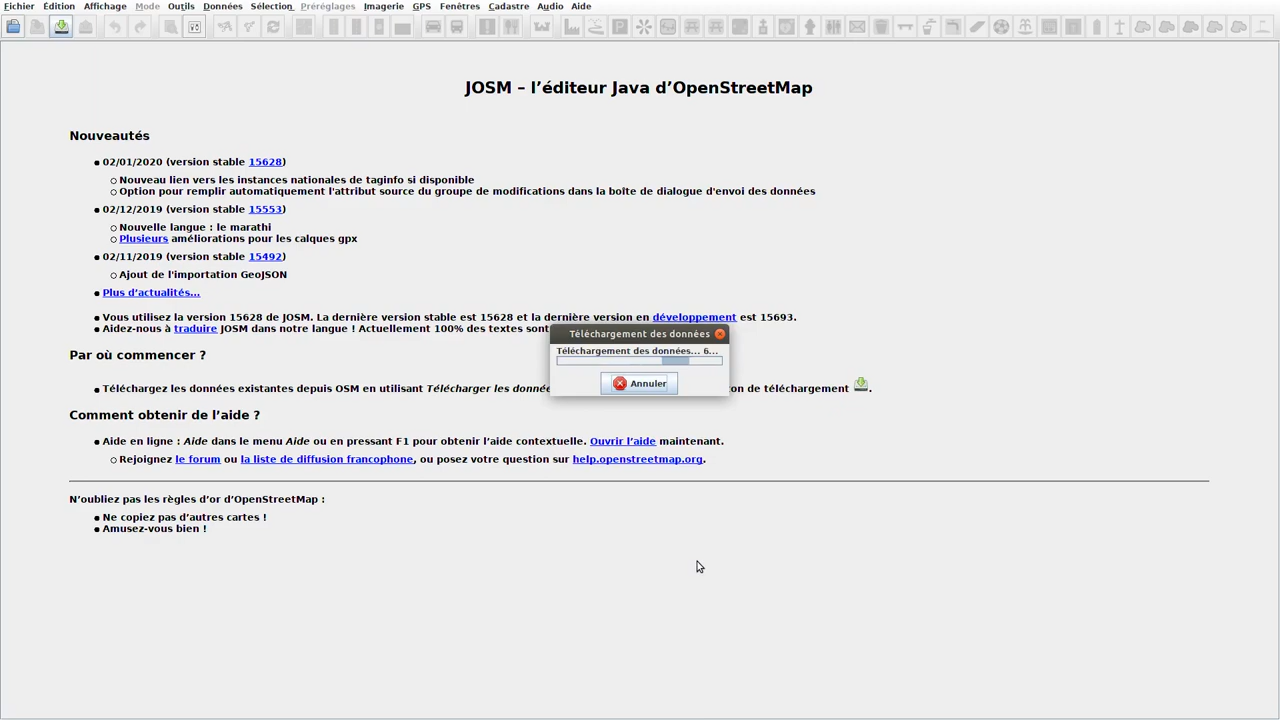 Fichier Édition Affichage Mode Outils Données Sélection Préréglages Imagerie GPS Fenêtres Cadastre Audio Aide
JOSM – l’éditeur Java d’OpenStreetMap
Nouveautés
02/01/2020 (version stable 15628)
Nouveau lien vers les instances nationales de taginfo si disponible
Option pour remplir automatiquement l'attribut source du groupe de modifications dans la boîte de dialogue d'envoi des données
02/12/2019 (version stable 15553)
Nouvelle langue : le marathi
Plusieurs améliorations pour les calques gpx
02/11/2019 (version stable 15492)
Ajout de l'importation GeoJSON
Plus d’actualités...
Vous utilisez la version 15628 de JOSM. La dernière version stable est 15628 et la dernière version en développement est 15693.
Aidez-nous à traduire JOSM dans notre langue ! Actuellement 100% des textes sont
Téléchargement des données
Téléchargement des données... 6...
Annuler
Par où commencer ?
Téléchargez les données existantes depuis OSM en utilisant Télécharger les donné de téléchargement .
Comment obtenir de l’aide ?
Aide en ligne : Aide dans le menu Aide ou en pressant F1 pour obtenir l’aide contextuelle. Ouvrir l’aide maintenant.
Rejoignez le forum ou la liste de diffusion francophone, ou posez votre question sur help.openstreetmap.org.
N’oubliez pas les règles d’or d’OpenStreetMap :
Ne copiez pas d’autres cartes !
Amusez-vous bien !